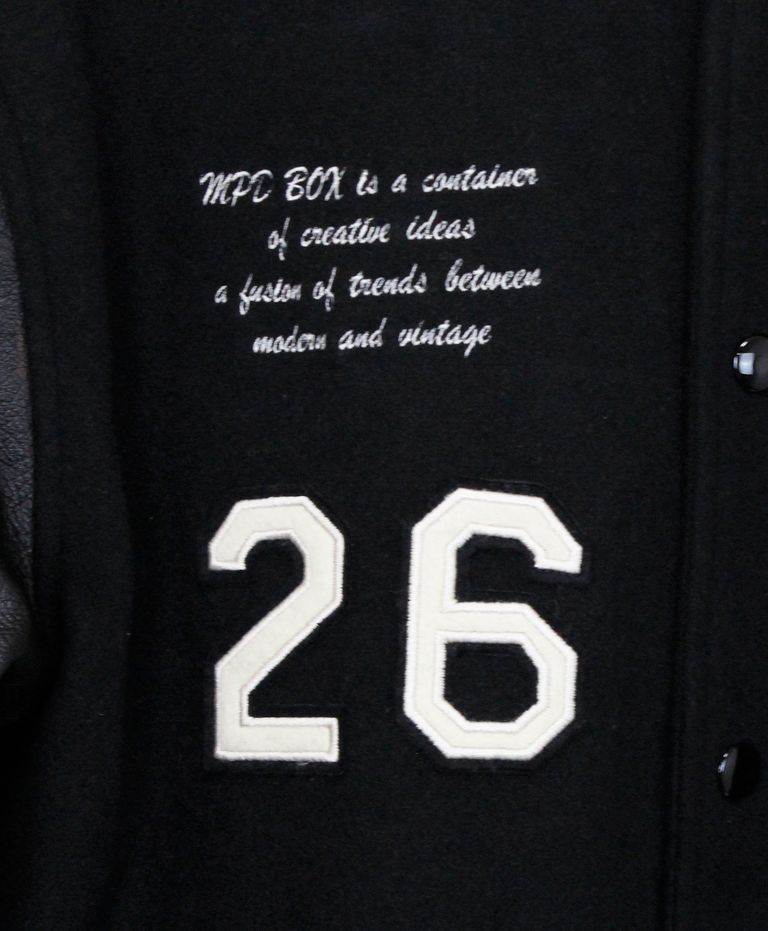 MPD BOX is a container
of creative ideas
a fusion of trends between
modern and vintage
26